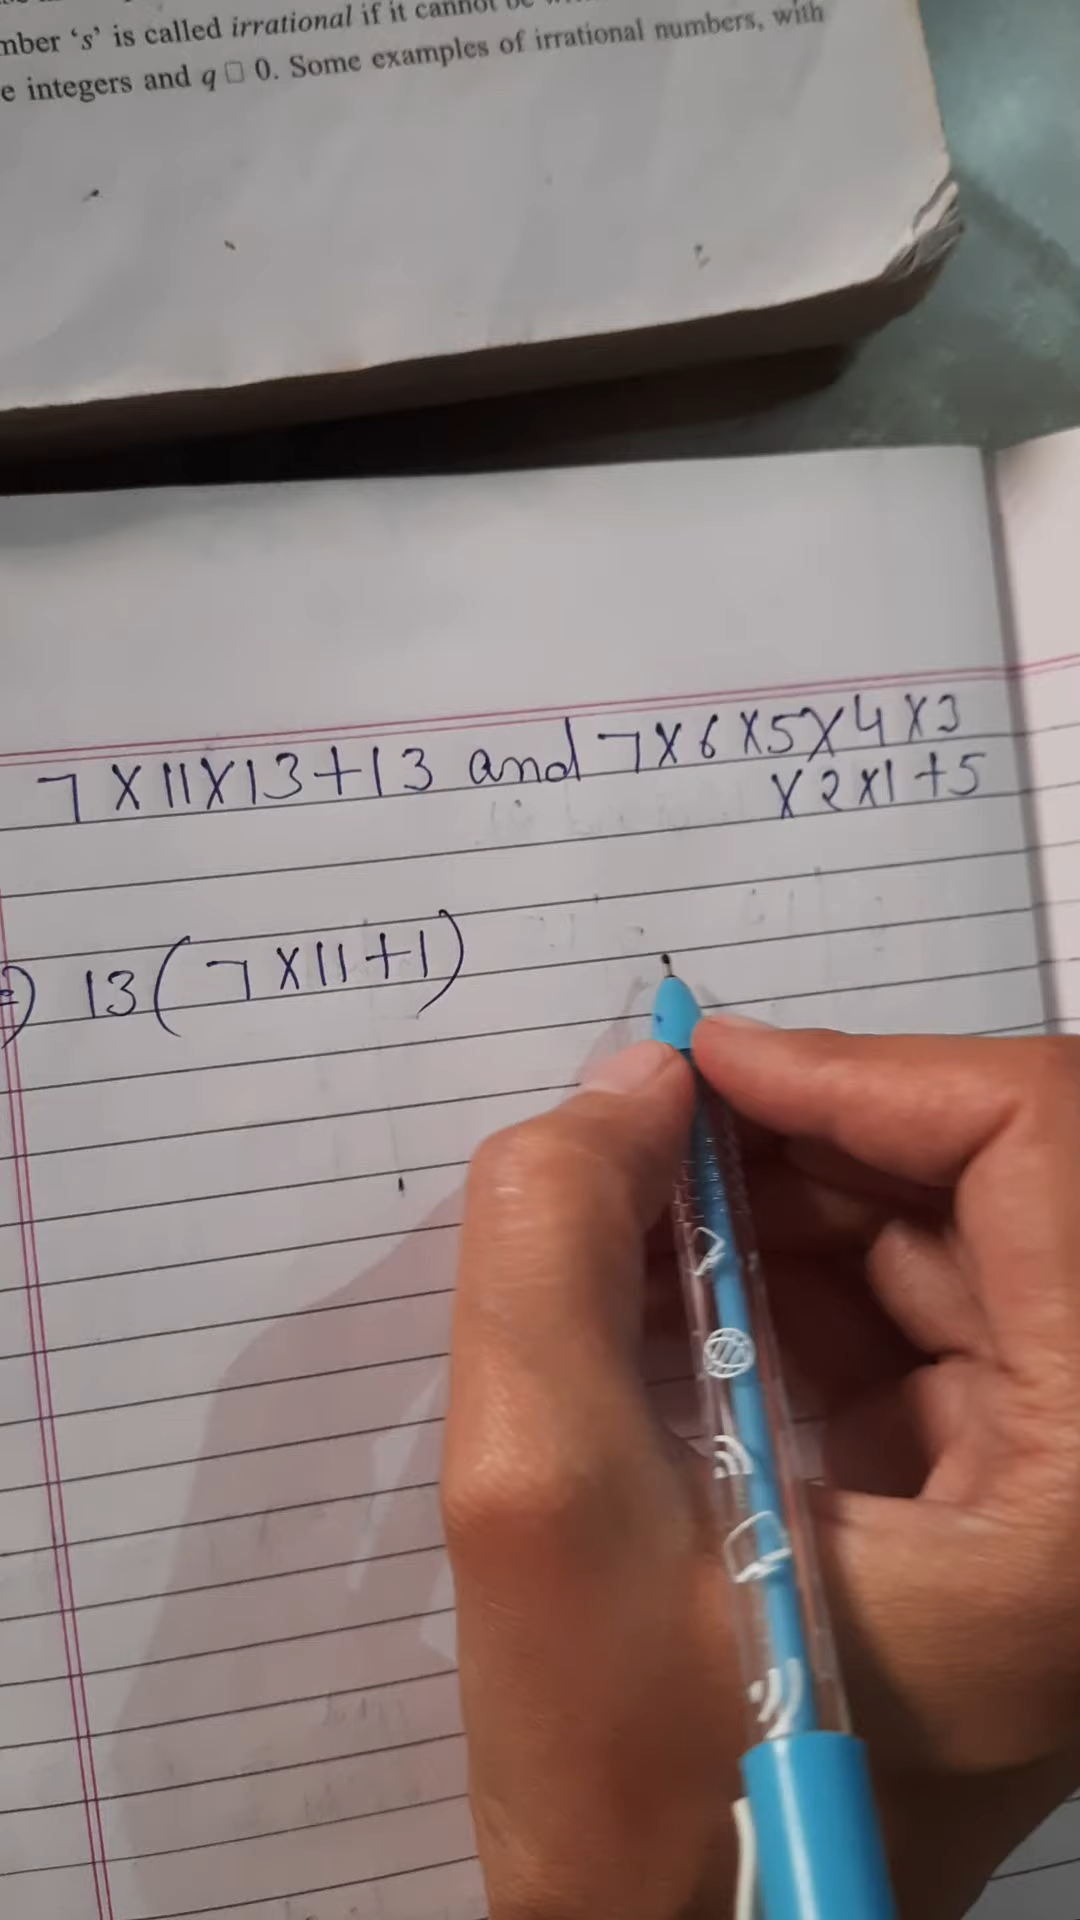 mber ‘s’ is called irrational if it cannot be
e integers and q □ 0. Some examples of irrational numbers, with
7 X 11 X 13 + 13 and 7 X 6 X 5 X 4 X 3
X 2 X 1 + 5
13 ( 7 X 11 + 1 )